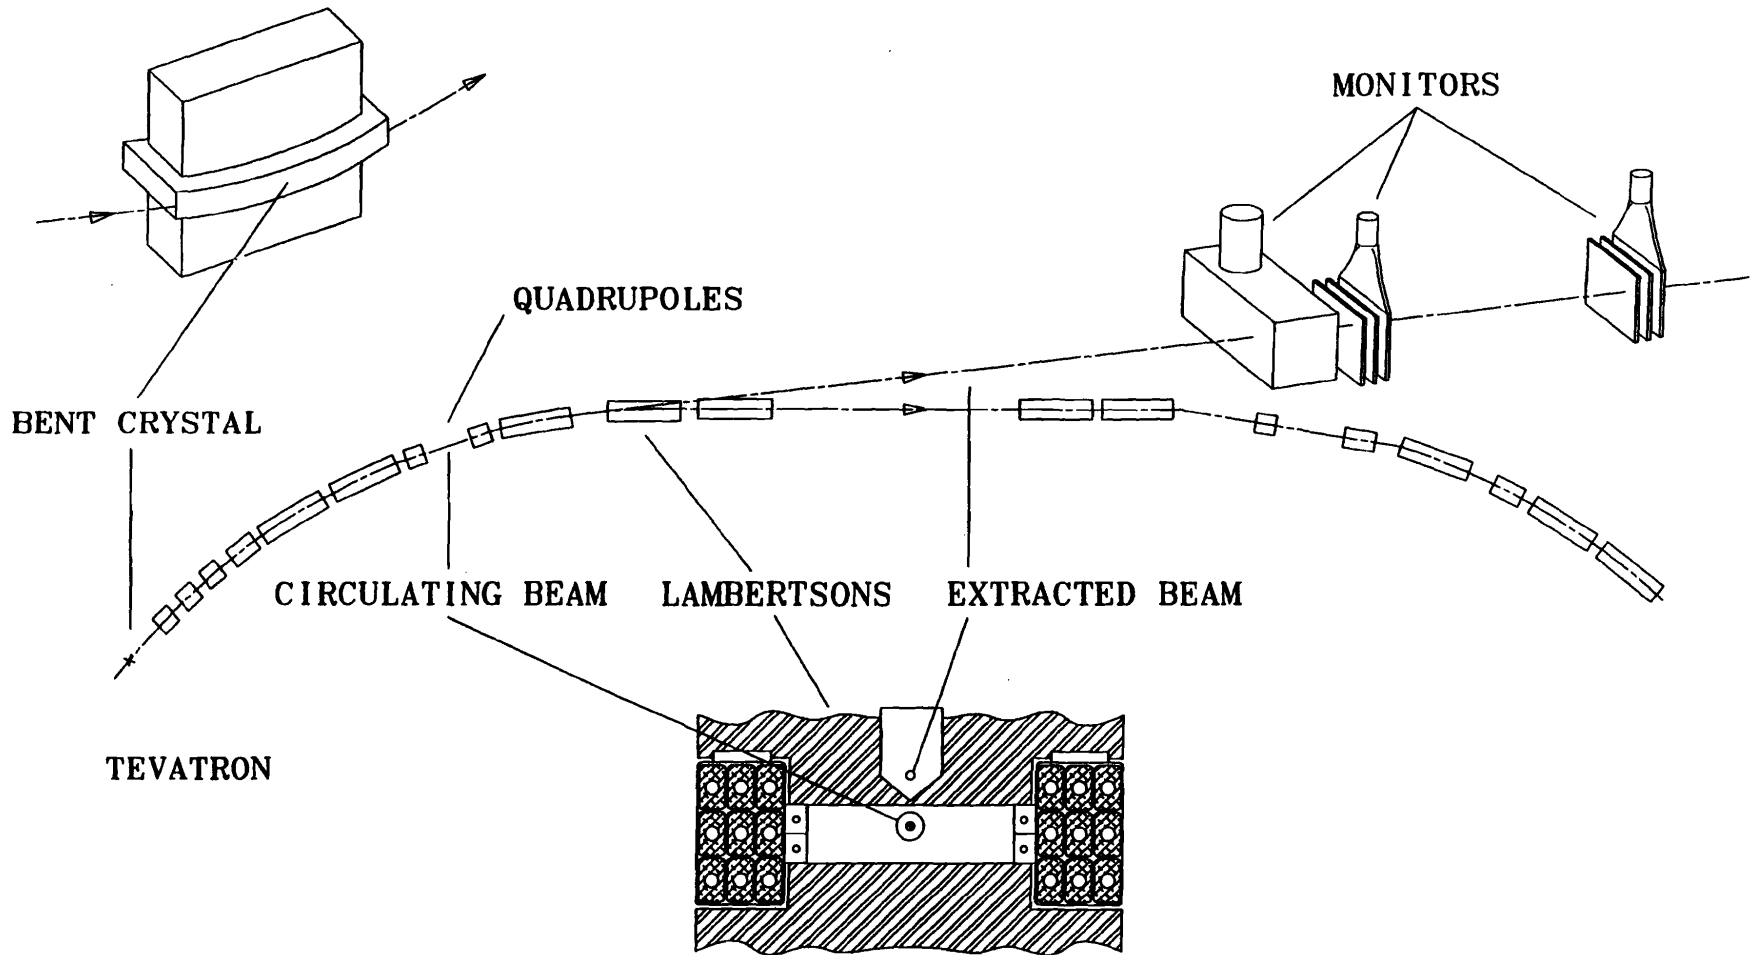 MONITORS
QUADRUPOLES
BENT CRYSTAL
CIRCULATING BEAM
LAMBERTSONS
EXTRACTED BEAM
TEVATRON